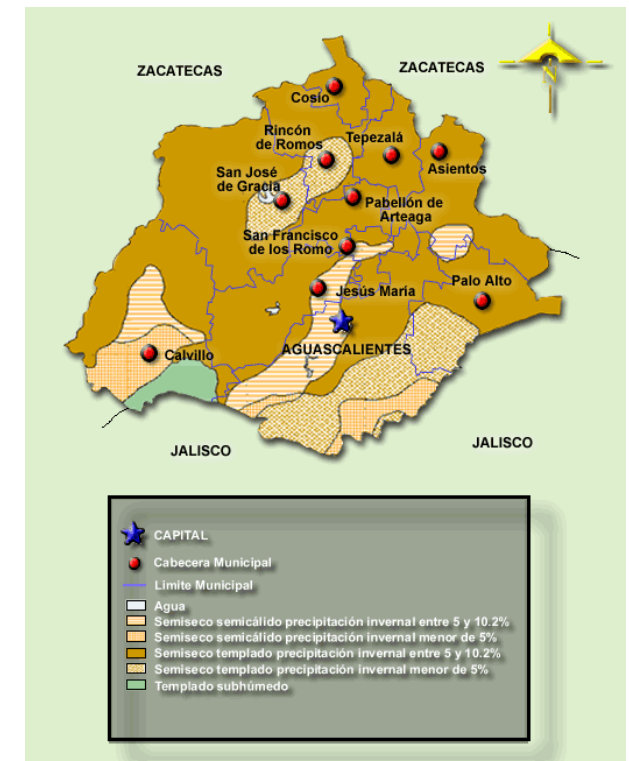 ZACATECAS
ZACATECAS
Cosío
Rincón
de Romos
Tepezalá
Asientos
San José
de Gracia
Pabellón de
Arteaga
San Francisco
de los Romo
Palo Alto
Jesús María
AGUASCALIENTES
Calvillo
JALISCO
JALISCO
CAPITAL
Cabecera Municipal
Limite Municipal
Agua
Semiseco semicálido precipitación invernal entre 5 y 10.2%
Semiseco semicálido precipitación invernal menor de 5%
Semiseco templado precipitación invernal entre 5 y 10.2%
Semiseco templado precipitación invernal menor de 5%
Templado subhúmedo